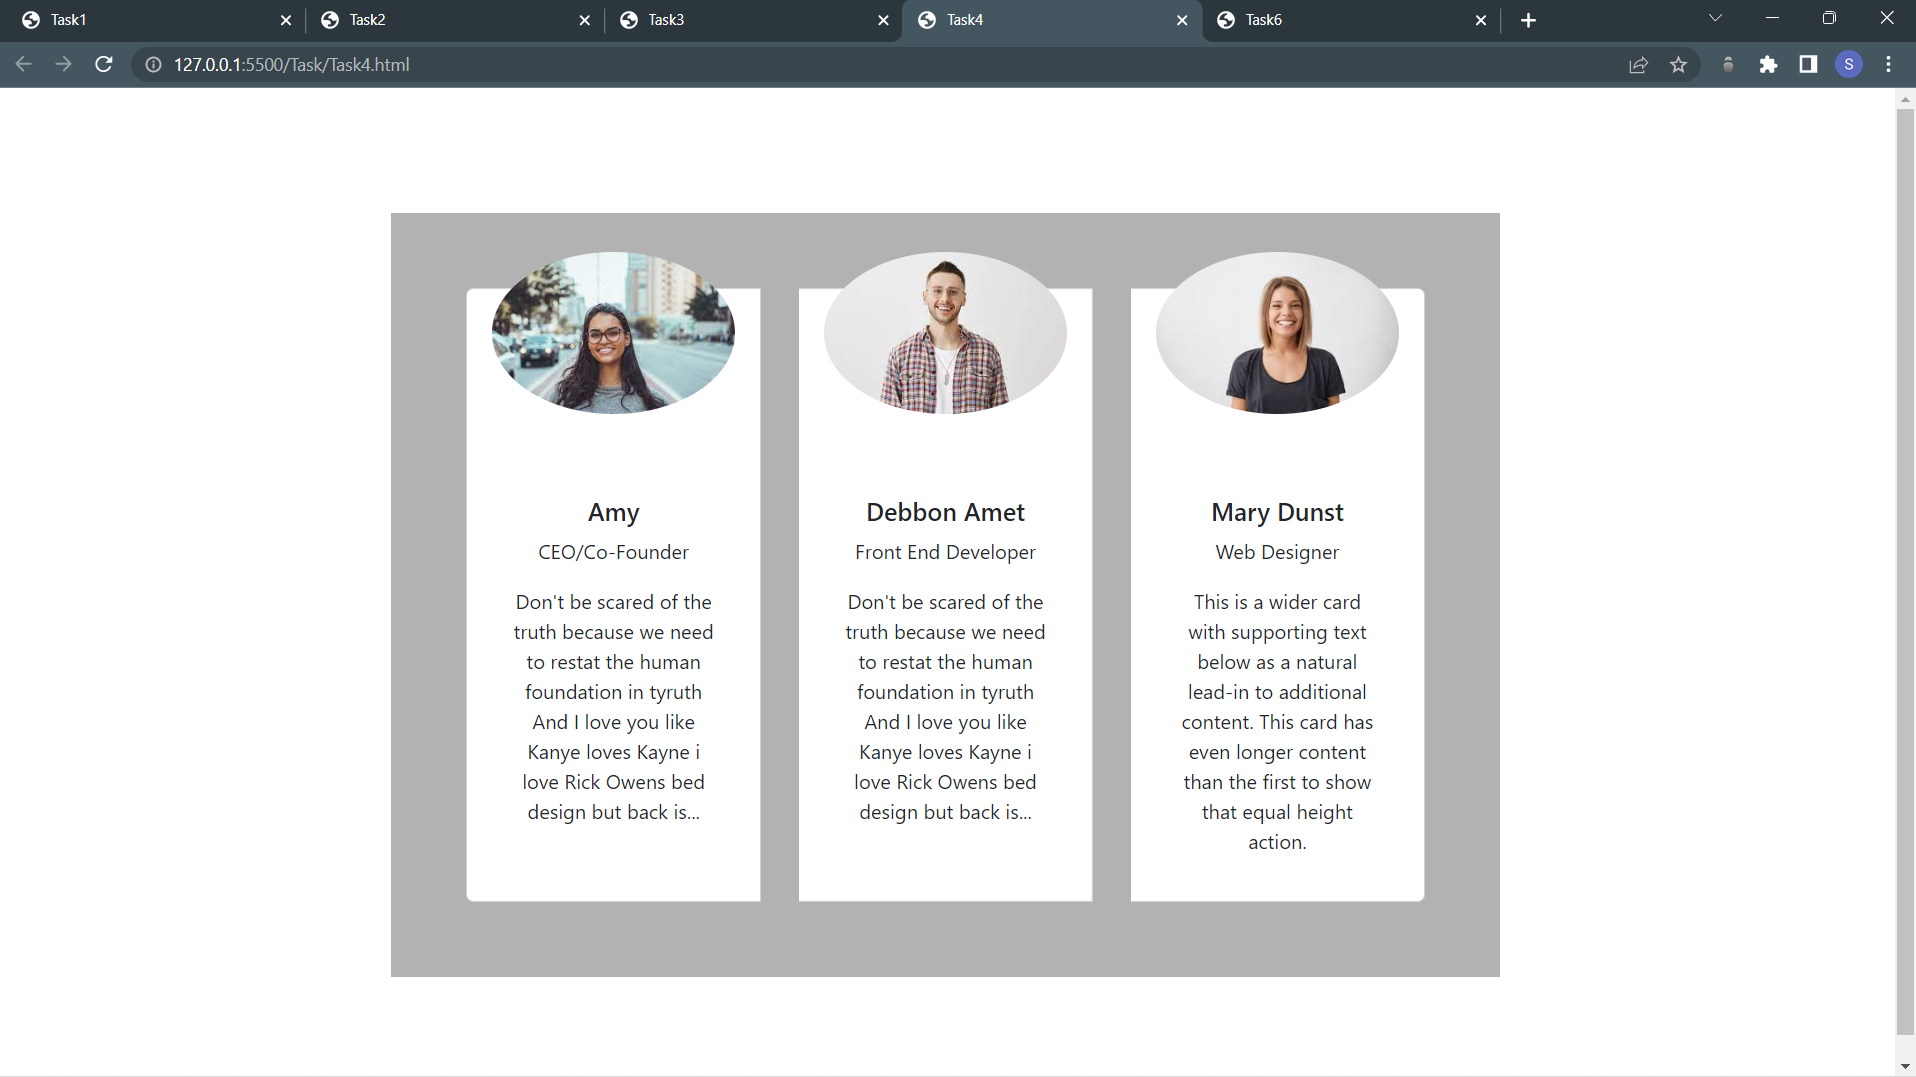 Task1
Task2
Task3
Task4
Task6
127.0.0.1:5500/Task/Task4.html
S
Amy
CEO/Co-Founder
Don't be scared of the
truth because we need
to restat the human
foundation in tyruth
And I love you like
Kanye loves Kayne i
love Rick Owens bed
design but back is...
Debbon Amet
Front End Developer
Don't be scared of the
truth because we need
to restat the human
foundation in tyruth
And I love you like
Kanye loves Kayne i
love Rick Owens bed
design but back is...
Mary Dunst
Web Designer
This is a wider card
with supporting text
below as a natural
lead-in to additional
content. This card has
even longer content
than the first to show
that equal height
action.